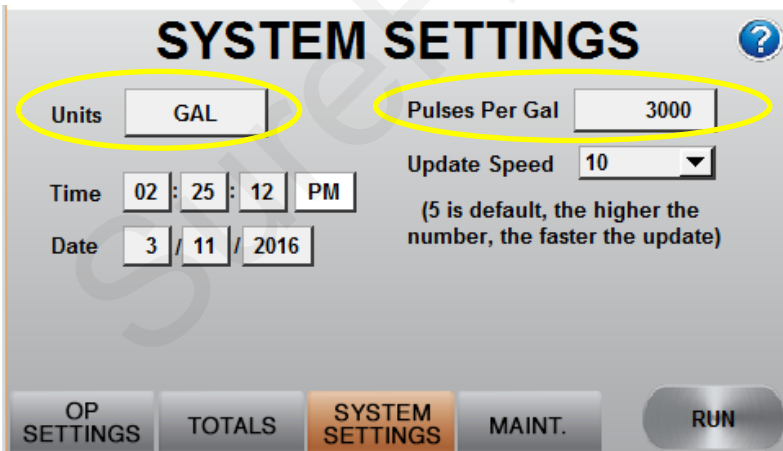 SYSTEM SETTINGS
?
Units GAL
Pulses Per Gal 3000
Update Speed 10
Time 02 : 25 : 12 PM
(5 is default, the higher the
number, the faster the update)
Date 3 / 11 / 2016
OP
SETTINGS
TOTALS
SYSTEM
SETTINGS
MAINT.
RUN